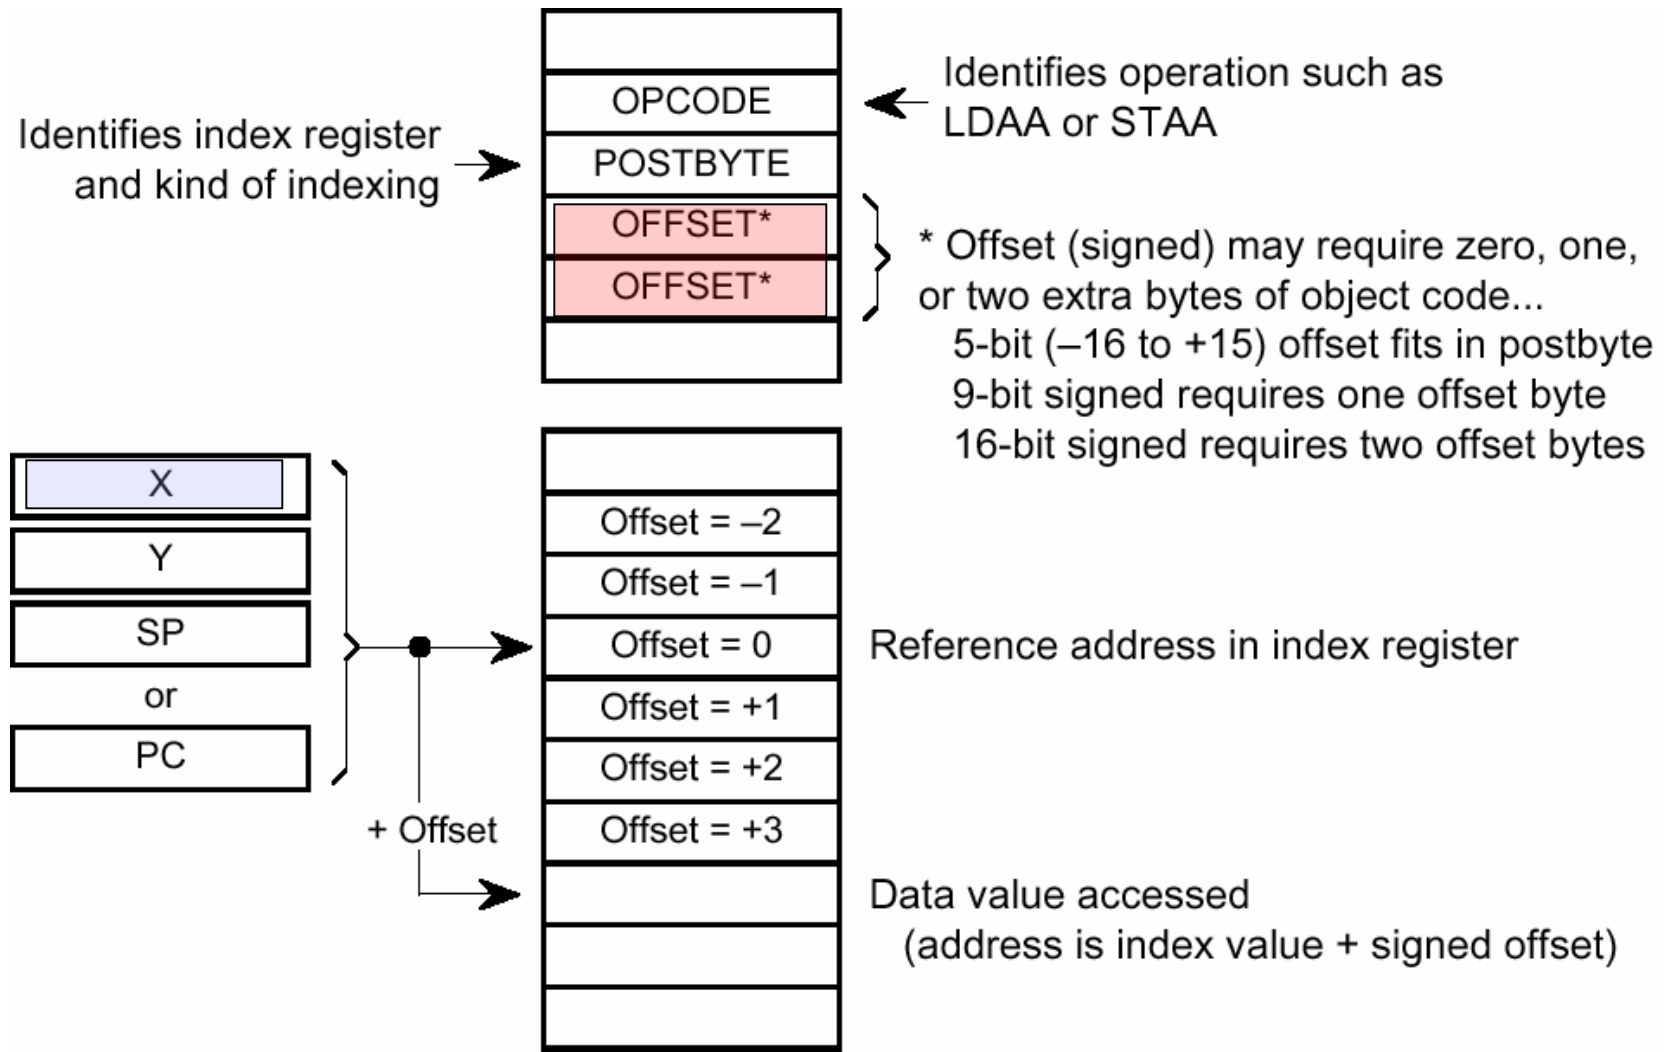 OPCODE
Identifies operation such as
LDAA or STAA
Identifies index register
and kind of indexing
POSTBYTE
OFFSET*
OFFSET*
* Offset (signed) may require zero, one,
or two extra bytes of object code...
5-bit (–16 to +15) offset fits in postbyte
9-bit signed requires one offset byte
16-bit signed requires two offset bytes
X
Y
SP
or
PC
+ Offset
Offset = –2
Offset = –1
Offset = 0
Offset = +1
Offset = +2
Offset = +3
Reference address in index register
Data value accessed
(address is index value + signed offset)